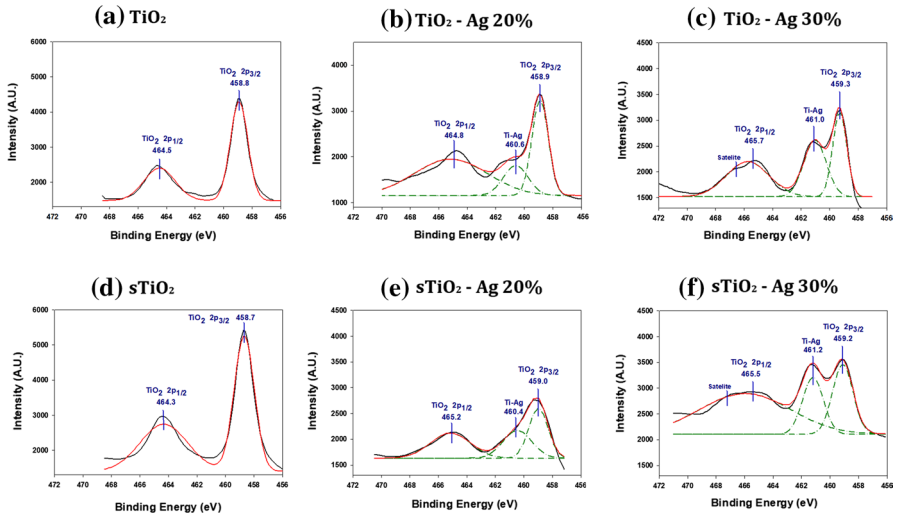 (a) TiO₂
6000
5000
4000
3000
2000
Intensity (A.U.)
TiO₂ 2p₃/₂
458.8
TiO₂ 2p₁/₂
464.5
472 470 468 466 464 462 460 458 456
Binding Energy (eV)
(b) TiO₂ - Ag 20%
4000
3000
2000
1000
Intensity (A.U.)
TiO₂ 2p₃/₂
458.9
TiO₂ 2p₁/₂
464.8
Ti-Ag
460.6
472 470 468 466 464 462 460 458 456
Binding Energy (eV)
(c) TiO₂ - Ag 30%
4500
4000
3500
3000
2500
2000
1500
Intensity (A.U.)
TiO₂ 2p₃/₂
459.3
Ti-Ag
461.0
TiO₂ 2p₁/₂
465.7
Satelite
472 470 468 466 464 462 460 458 456
Binding Energy (eV)
(d) sTiO₂
6000
5000
4000
3000
2000
Intensity (A.U.)
TiO₂ 2p₃/₂ 458.7
TiO₂ 2p₁/₂
464.3
472 470 468 466 464 462 460 458 456
Binding Energy (eV)
(e) sTiO₂ - Ag 20%
4500
4000
3500
3000
2500
2000
1500
Intensity (A.U.)
TiO₂ 2p₃/₂
459.0
Ti-Ag
460.4
TiO₂ 2p₁/₂
465.2
472 470 468 466 464 462 460 458 456
Binding Energy (eV)
(f) sTiO₂ - Ag 30%
4500
4000
3500
3000
2500
2000
1500
Intensity (A.U.)
TiO₂ 2p₃/₂
459.2
Ti-Ag
461.2
TiO₂ 2p₁/₂
465.5
Satelite
472 470 468 466 464 462 460 458 456
Binding Energy (eV)